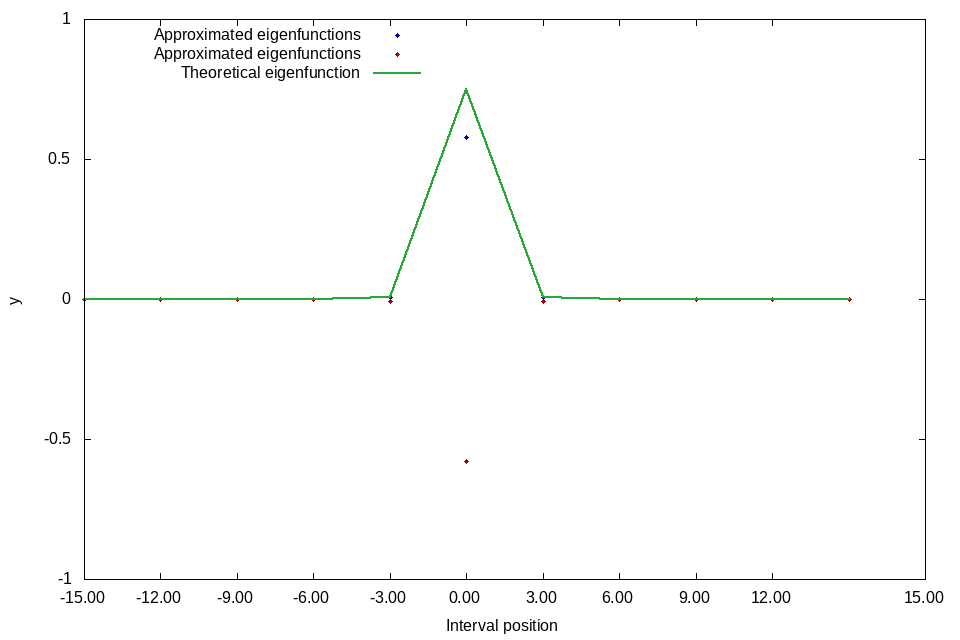 Approximated eigenfunctions
Approximated eigenfunctions
Theoretical eigenfunction
1
0.5
0
-0.5
-1
y
-15.00 -12.00 -9.00 -6.00 -3.00 0.00 3.00 6.00 9.00 12.00 15.00
Interval position